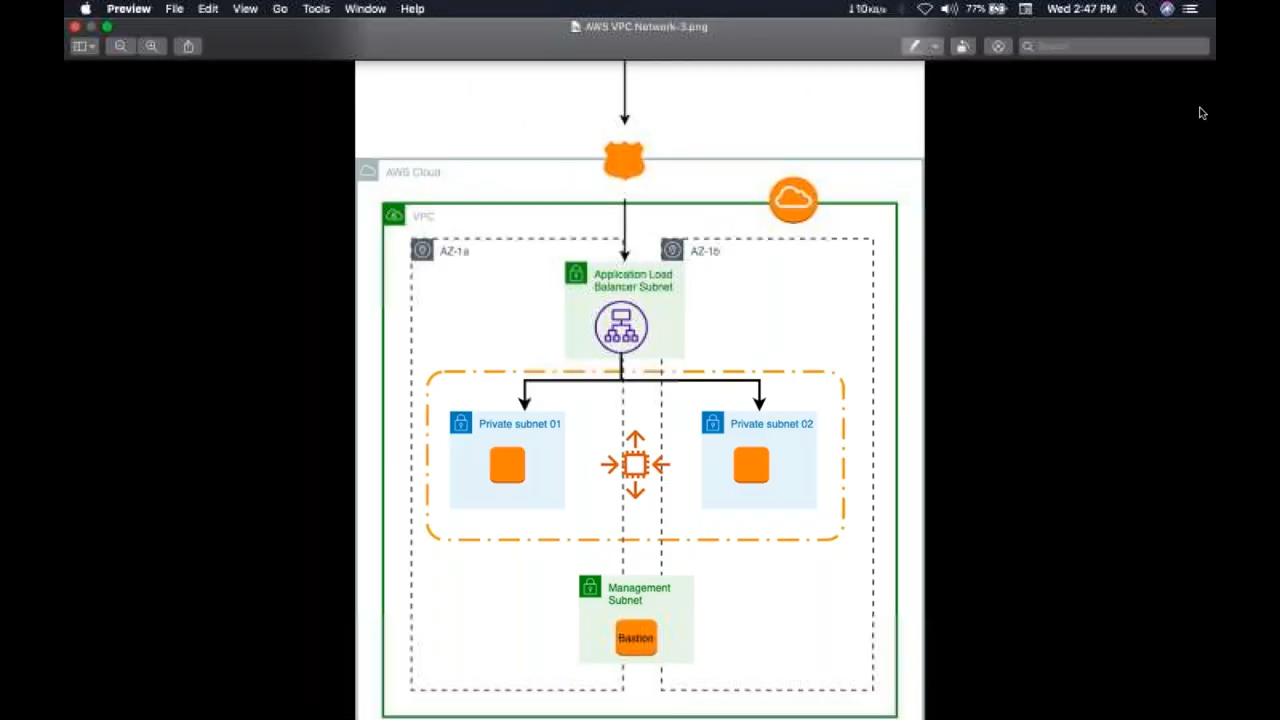 Preview File Edit View Go Tools Window Help
77% Wed 2:47 PM
AWS VPC Network-3.png
Search
AWS Cloud
VPC
AZ-1a
AZ-1b
Application Load
Balancer Subnet
Private subnet 01
Private subnet 02
Management
Subnet
Bastion